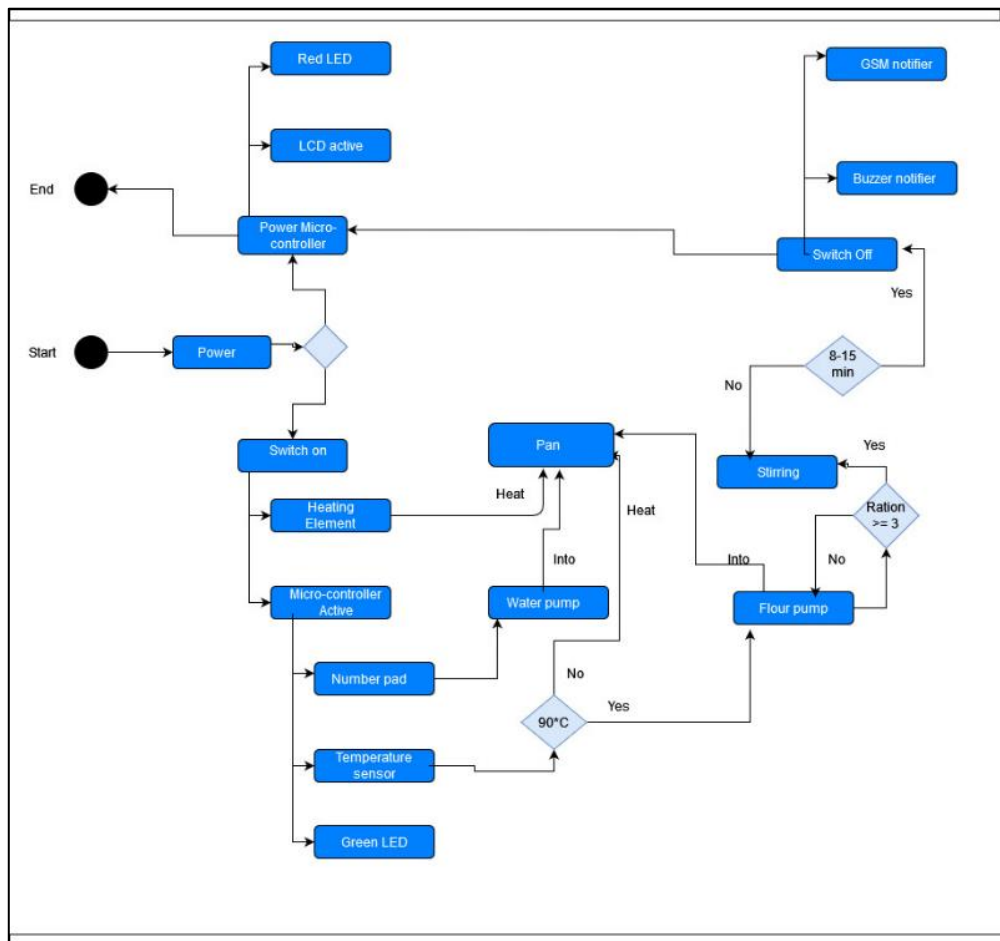 Red LED
GSM notifier
LCD active
Buzzer notifier
End
Power Micro-
controller
Switch Off
Yes
Start
Power
8-15
min
No
Switch on
Pan
Yes
Stirring
Heat
Heating
Element
Heat
Ration
>= 3
Into
Into
No
Micro-controller
Active
Water pump
Flour pump
Number pad
No
Yes
90*C
Temperature
sensor
Green LED